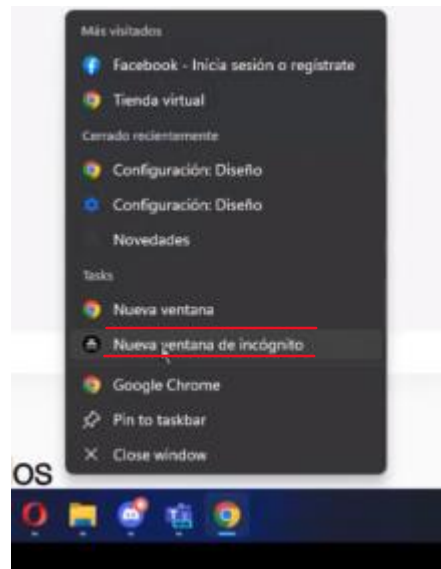 Más visitados
Facebook - Inicia sesión o regístrate
Tienda virtual
Cerrado recientemente
Configuración: Diseño
Configuración: Diseño
Novedades
Tasks
Nueva ventana
Nueva ventana de incógnito
Google Chrome
Pin to taskbar
Close window
os